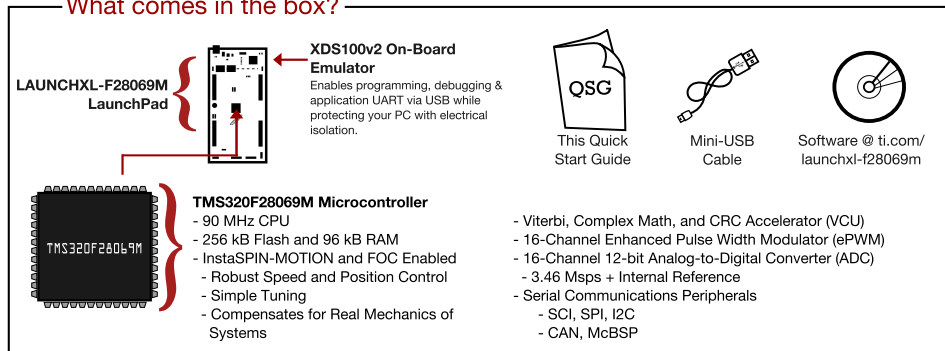 What comes in the box?
LAUNCHXL-F28069M
LaunchPad
XDS100v2 On-Board
Emulator
Enables programming, debugging &
application UART via USB while
protecting your PC with electrical
isolation.
QSG
This Quick
Start Guide
Mini-USB
Cable
Software @ ti.com/
launchxl-f28069m
TMS320F28069M
TMS320F28069M Microcontroller
- 90 MHz CPU
- 256 kB Flash and 96 kB RAM
- InstaSPIN-MOTION and FOC Enabled
- Robust Speed and Position Control
- Simple Tuning
- Compensates for Real Mechanics of
Systems
- Viterbi, Complex Math, and CRC Accelerator (VCU)
- 16-Channel Enhanced Pulse Width Modulator (ePWM)
- 16-Channel 12-bit Analog-to-Digital Converter (ADC)
- 3.46 Msps + Internal Reference
- Serial Communications Peripherals
- SCI, SPI, I2C
- CAN, McBSP